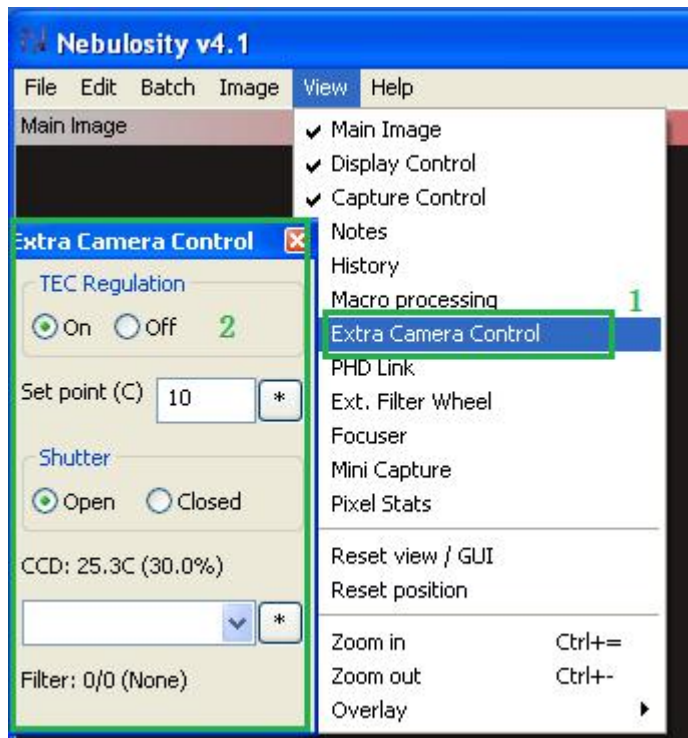 Nebulosity v4.1
File Edit Batch Image View Help
Main Image
Main Image
Display Control
Capture Control
Notes
History
Macro processing
1
Extra Camera Control
PHD Link
Ext. Filter Wheel
Focuser
Mini Capture
Pixel Stats
Reset view / GUI
Reset position
Zoom in Ctrl+=
Zoom out Ctrl+-
Overlay
Extra Camera Control
TEC Regulation
On Off 2
Set point (C) 10 *
Shutter
Open Closed
CCD: 25.3C (30.0%)
*
Filter: 0/0 (None)